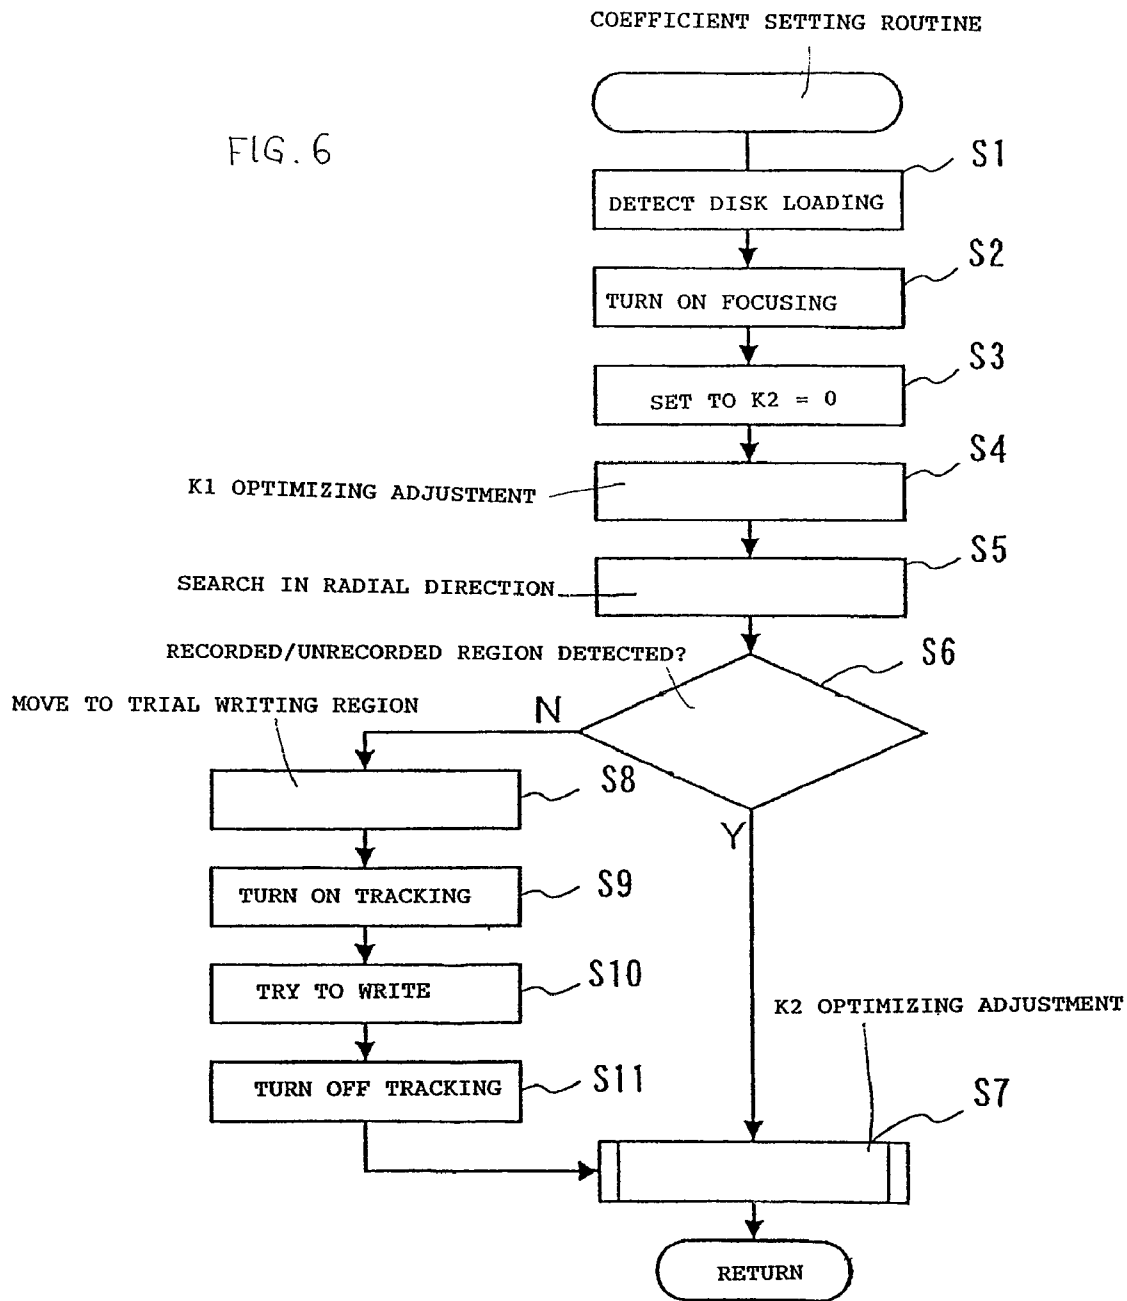 COEFFICIENT SETTING ROUTINE
FIG. 6
S1
DETECT DISK LOADING
S2
TURN ON FOCUSING
S3
SET TO K2 = 0
S4
K1 OPTIMIZING ADJUSTMENT
S5
SEARCH IN RADIAL DIRECTION
RECORDED/UNRECORDED REGION DETECTED?
S6
MOVE TO TRIAL WRITING REGION
N
S8
Y
TURN ON TRACKING
S9
TRY TO WRITE
S10
K2 OPTIMIZING ADJUSTMENT
TURN OFF TRACKING
S11
S7
RETURN